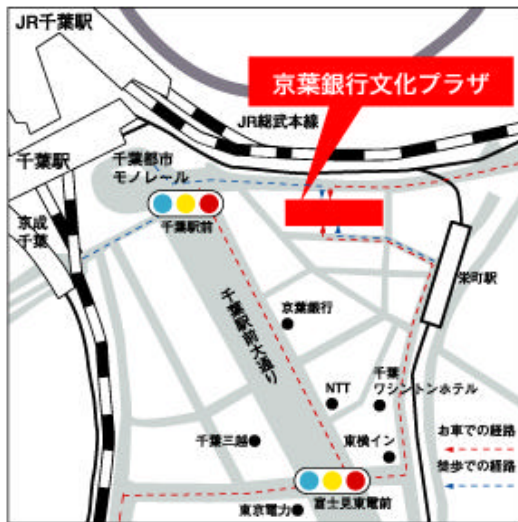 JR千葉駅
京葉銀行文化プラザ
JR総武本線
千葉駅
千葉都市
モノレール
京成
千葉
千葉駅前
栄町駅
千葉駅前大通り
京葉銀行
千葉
ワシントンホテル
NTT
お車での経路
千葉三越
東横イン
徒歩での経路
富士見東電前
東京電力